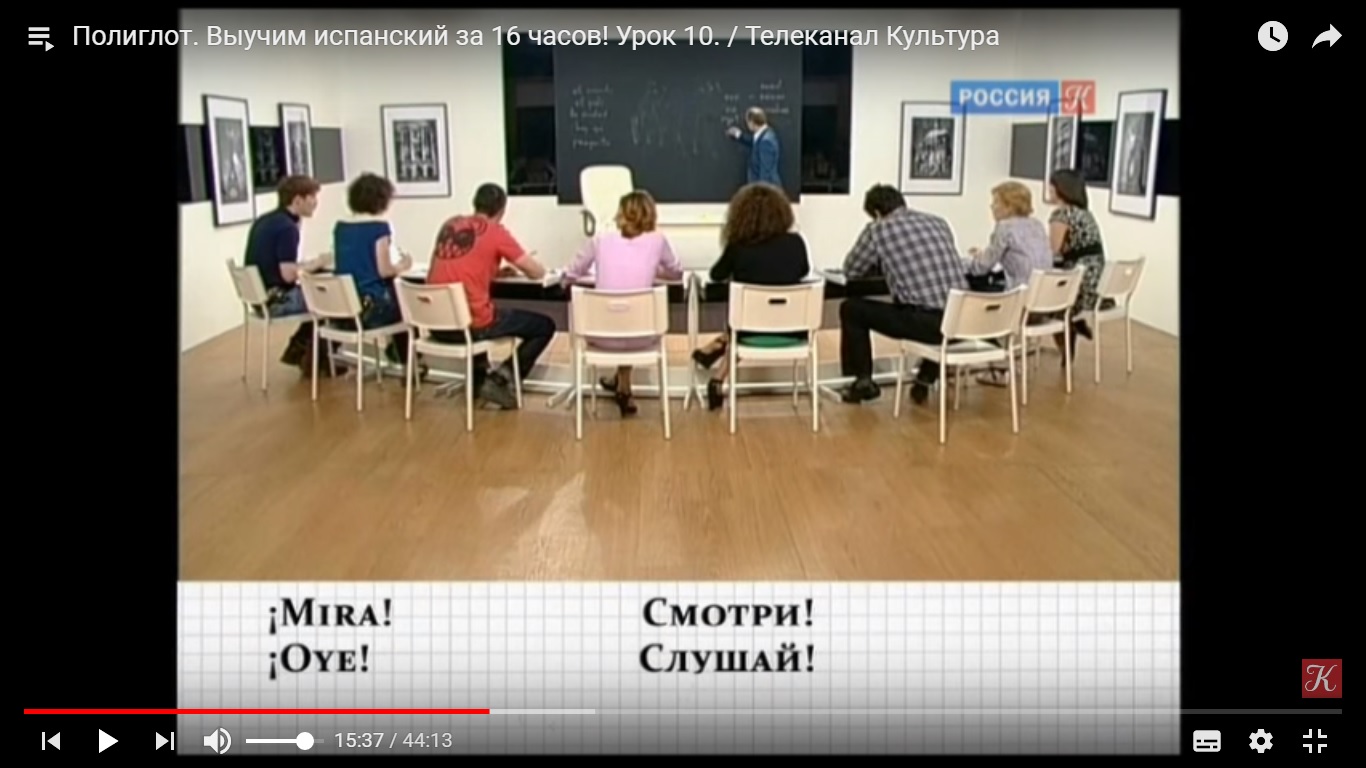 Полиглот. Выучим испанский за 16 часов! Урок 10. / Телеканал Культура
РОССИЯ К
¡Mira! Смотри!
¡Oye! Слушай!
K
15:37 / 44:13